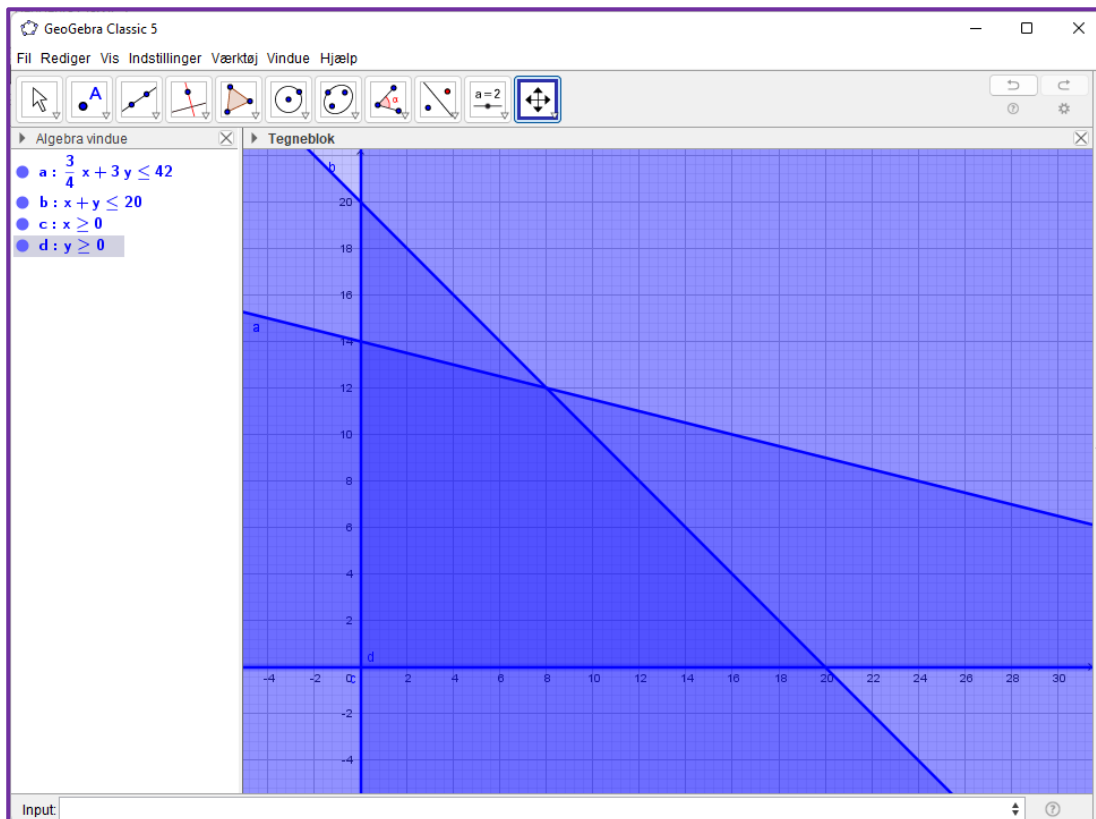 GeoGebra Classic 5
Fil Rediger Vis Indstillinger Værktøj Vindue Hjælp
A α a=2
Algebra vindue
Tegneblok
a : 3/4 x + 3 y ≤ 42
b : x + y ≤ 20
c : x ≥ 0
d : y ≥ 0
b
20
18
16
a
14
12
10
8
6
4
2
d
-4 -2 0 c 2 4 6 8 10 12 14 16 18 20 22 24 26 28 30
-2
-4
Input: